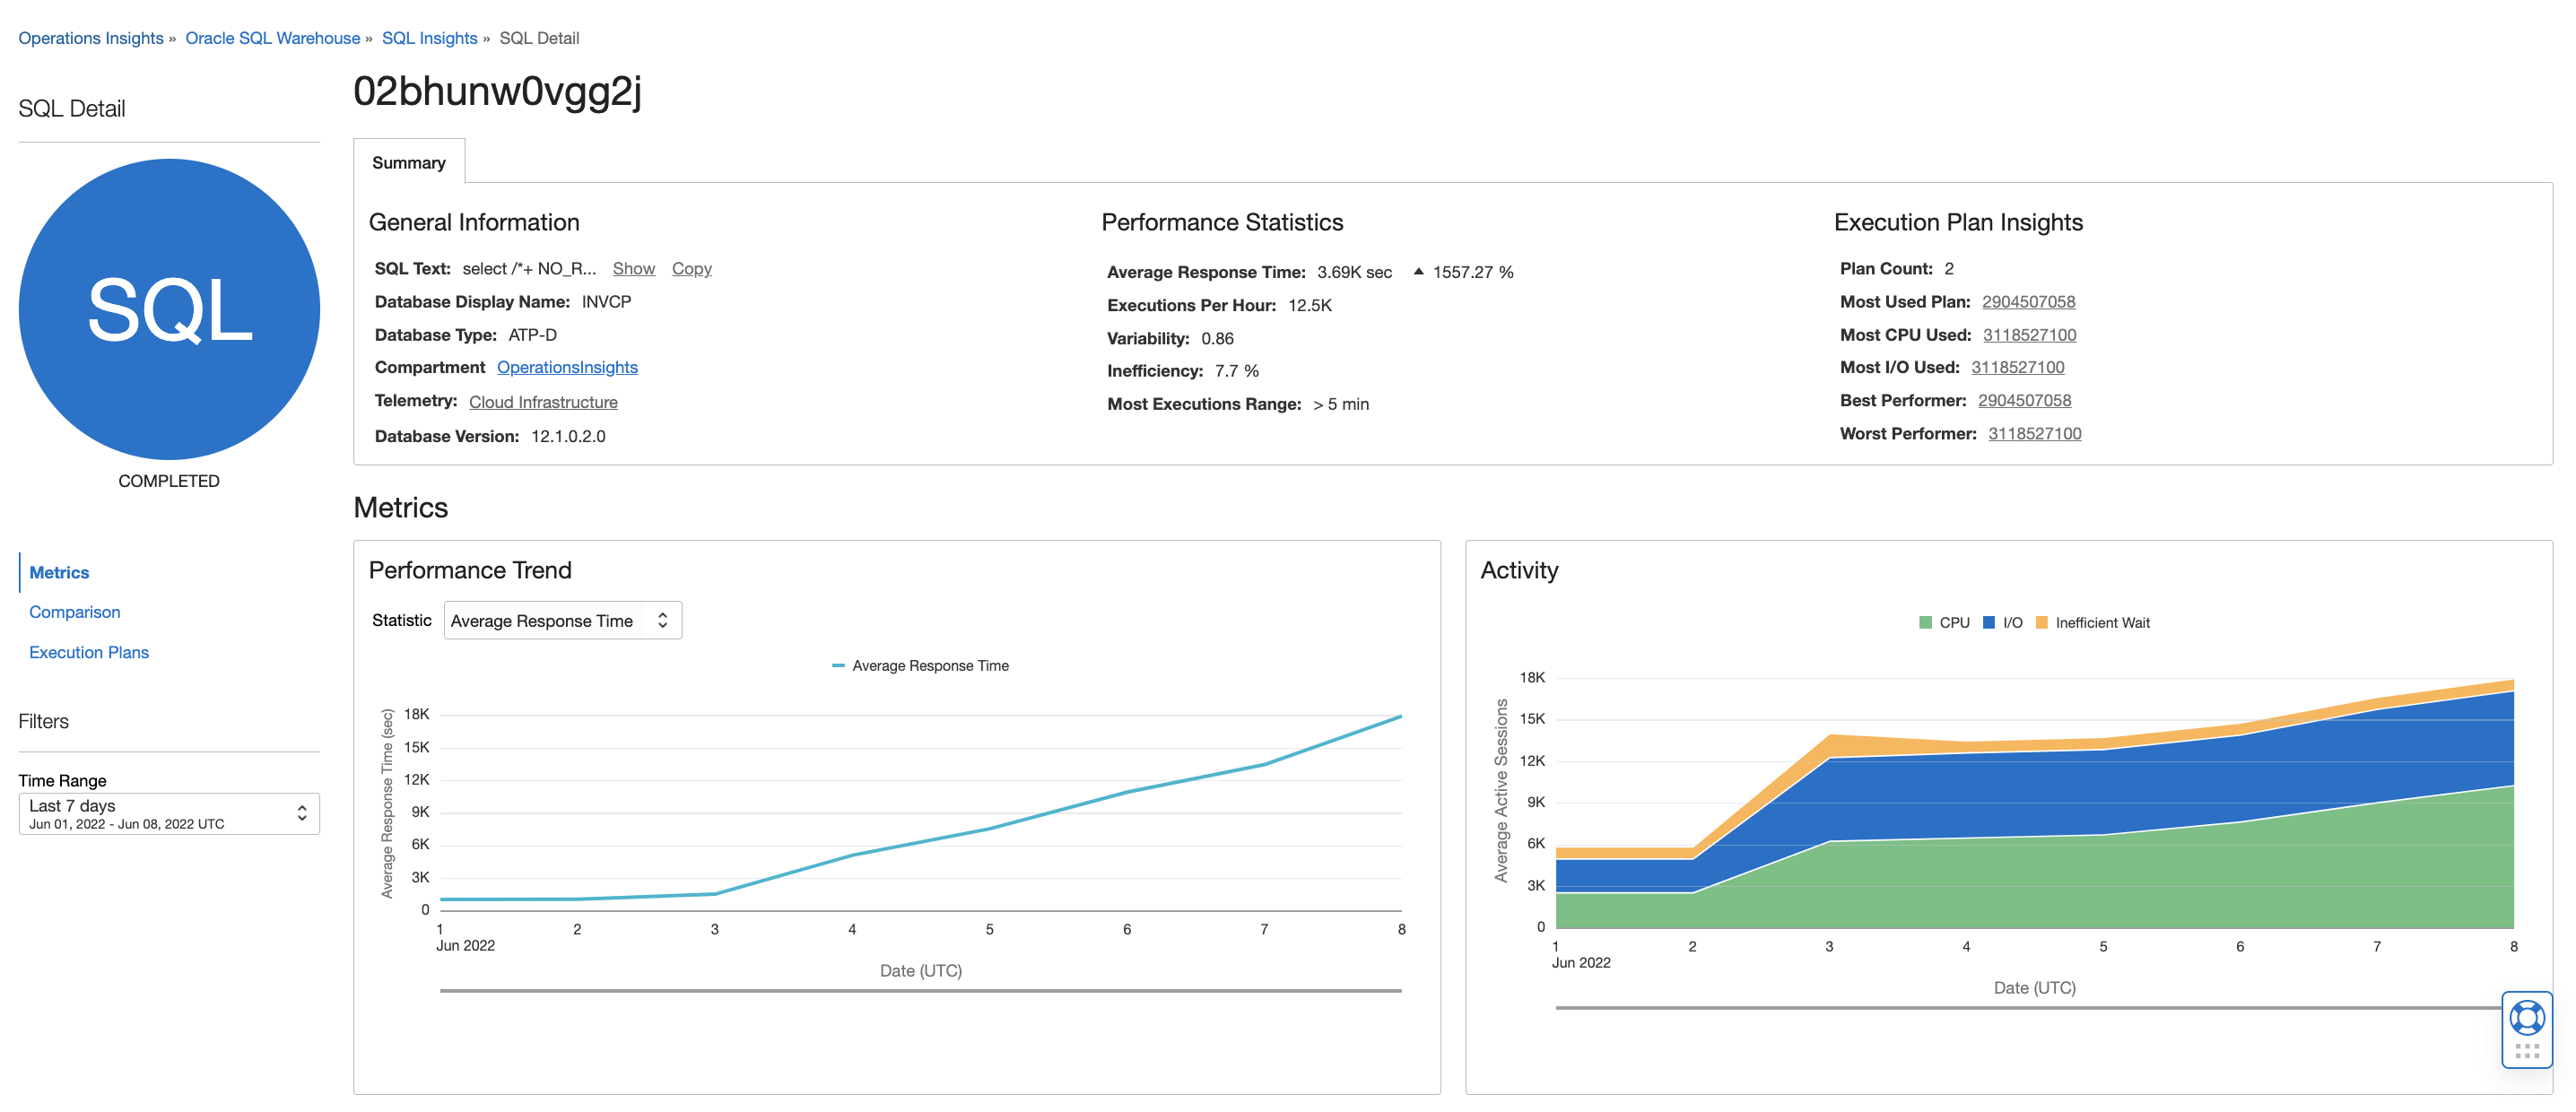 Operations Insights » Oracle SQL Warehouse » SQL Insights » SQL Detail
SQL Detail
SQL
COMPLETED
Metrics
Comparison
Execution Plans
Filters
Time Range
Last 7 days
Jun 01, 2022 - Jun 08, 2022 UTC
02bhunw0vgg2j
Summary
General Information
SQL Text: select /*+ NO_R... Show Copy
Database Display Name: INVCP
Database Type: ATP-D
Compartment OperationsInsights
Telemetry: Cloud Infrastructure
Database Version: 12.1.0.2.0
Performance Statistics
Average Response Time: 3.69K sec ▲ 1557.27 %
Executions Per Hour: 12.5K
Variability: 0.86
Inefficiency: 7.7 %
Most Executions Range: > 5 min
Execution Plan Insights
Plan Count: 2
Most Used Plan: 2904507058
Most CPU Used: 3118527100
Most I/O Used: 3118527100
Best Performer: 2904507058
Worst Performer: 3118527100
Metrics
Performance Trend
Statistic Average Response Time
Average Response Time
Average Response Time (sec)
18K
15K
12K
9K
6K
3K
0
1 2 3 4 5 6 7 8
Jun 2022
Date (UTC)
Activity
CPU I/O Inefficient Wait
Average Active Sessions
18K
15K
12K
9K
6K
3K
0
1 2 3 4 5 6 7 8
Jun 2022
Date (UTC)